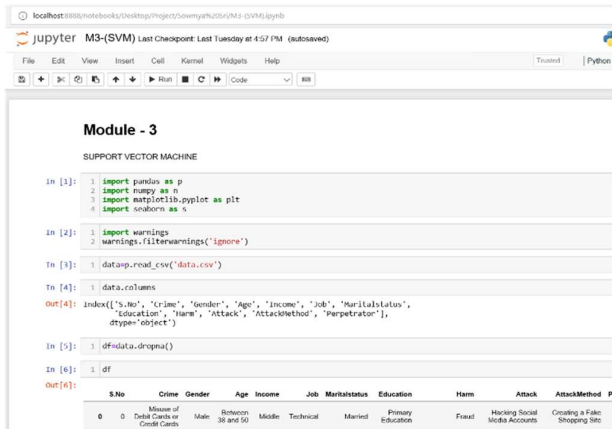 localhost:8888/notebooks/Desktop/Project/Sowmya%20Sri/M3-(SVM).ipynb
jupyter M3-(SVM) Last Checkpoint: Last Tuesday at 4:57 PM (autosaved)
File Edit View Insert Cell Kernel Widgets Help Trusted Python
Run Code
Module - 3
SUPPORT VECTOR MACHINE
In [1]: 1 import pandas as p
2 import numpy as n
3 import matplotlib.pyplot as plt
4 import seaborn as s
In [2]: 1 import warnings
2 warnings.filterwarnings('ignore')
In [3]: 1 data=p.read_csv('data.csv')
In [4]: 1 data.columns
Out[4]: Index(['S.No', 'Crime', 'Gender', 'Age', 'Income', 'Job', 'Maritalstatus',
'Education', 'Harm', 'Attack', 'AttackMethod', 'Perpetrator'],
dtype='object')
In [5]: 1 df=data.dropna()
In [6]: 1 df
Out[6]:
S.No Crime Gender Age Income Job Maritalstatus Education Harm Attack AttackMethod P
0 0 Misuse of Debit Cards or Credit Cards Male Between 38 and 50 Middle Technical Married Primary Education Fraud Hacking Social Media Accounts Creating a Fake Shopping Site